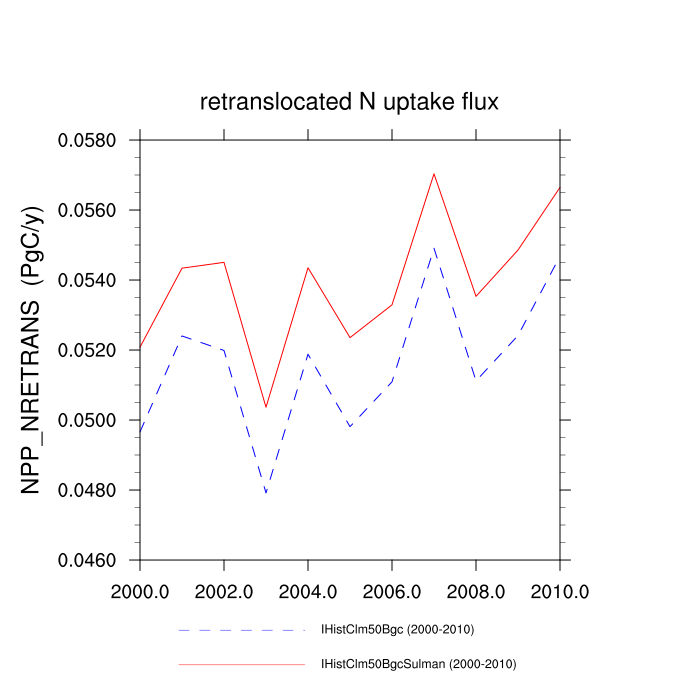 retranslocated N uptake flux
NPP_NRETRANS (PgC/y)
0.0580
0.0560
0.0540
0.0520
0.0500
0.0480
0.0460
2000.0 2002.0 2004.0 2006.0 2008.0 2010.0
IHistClm50Bgc (2000-2010)
IHistClm50BgcSulman (2000-2010)